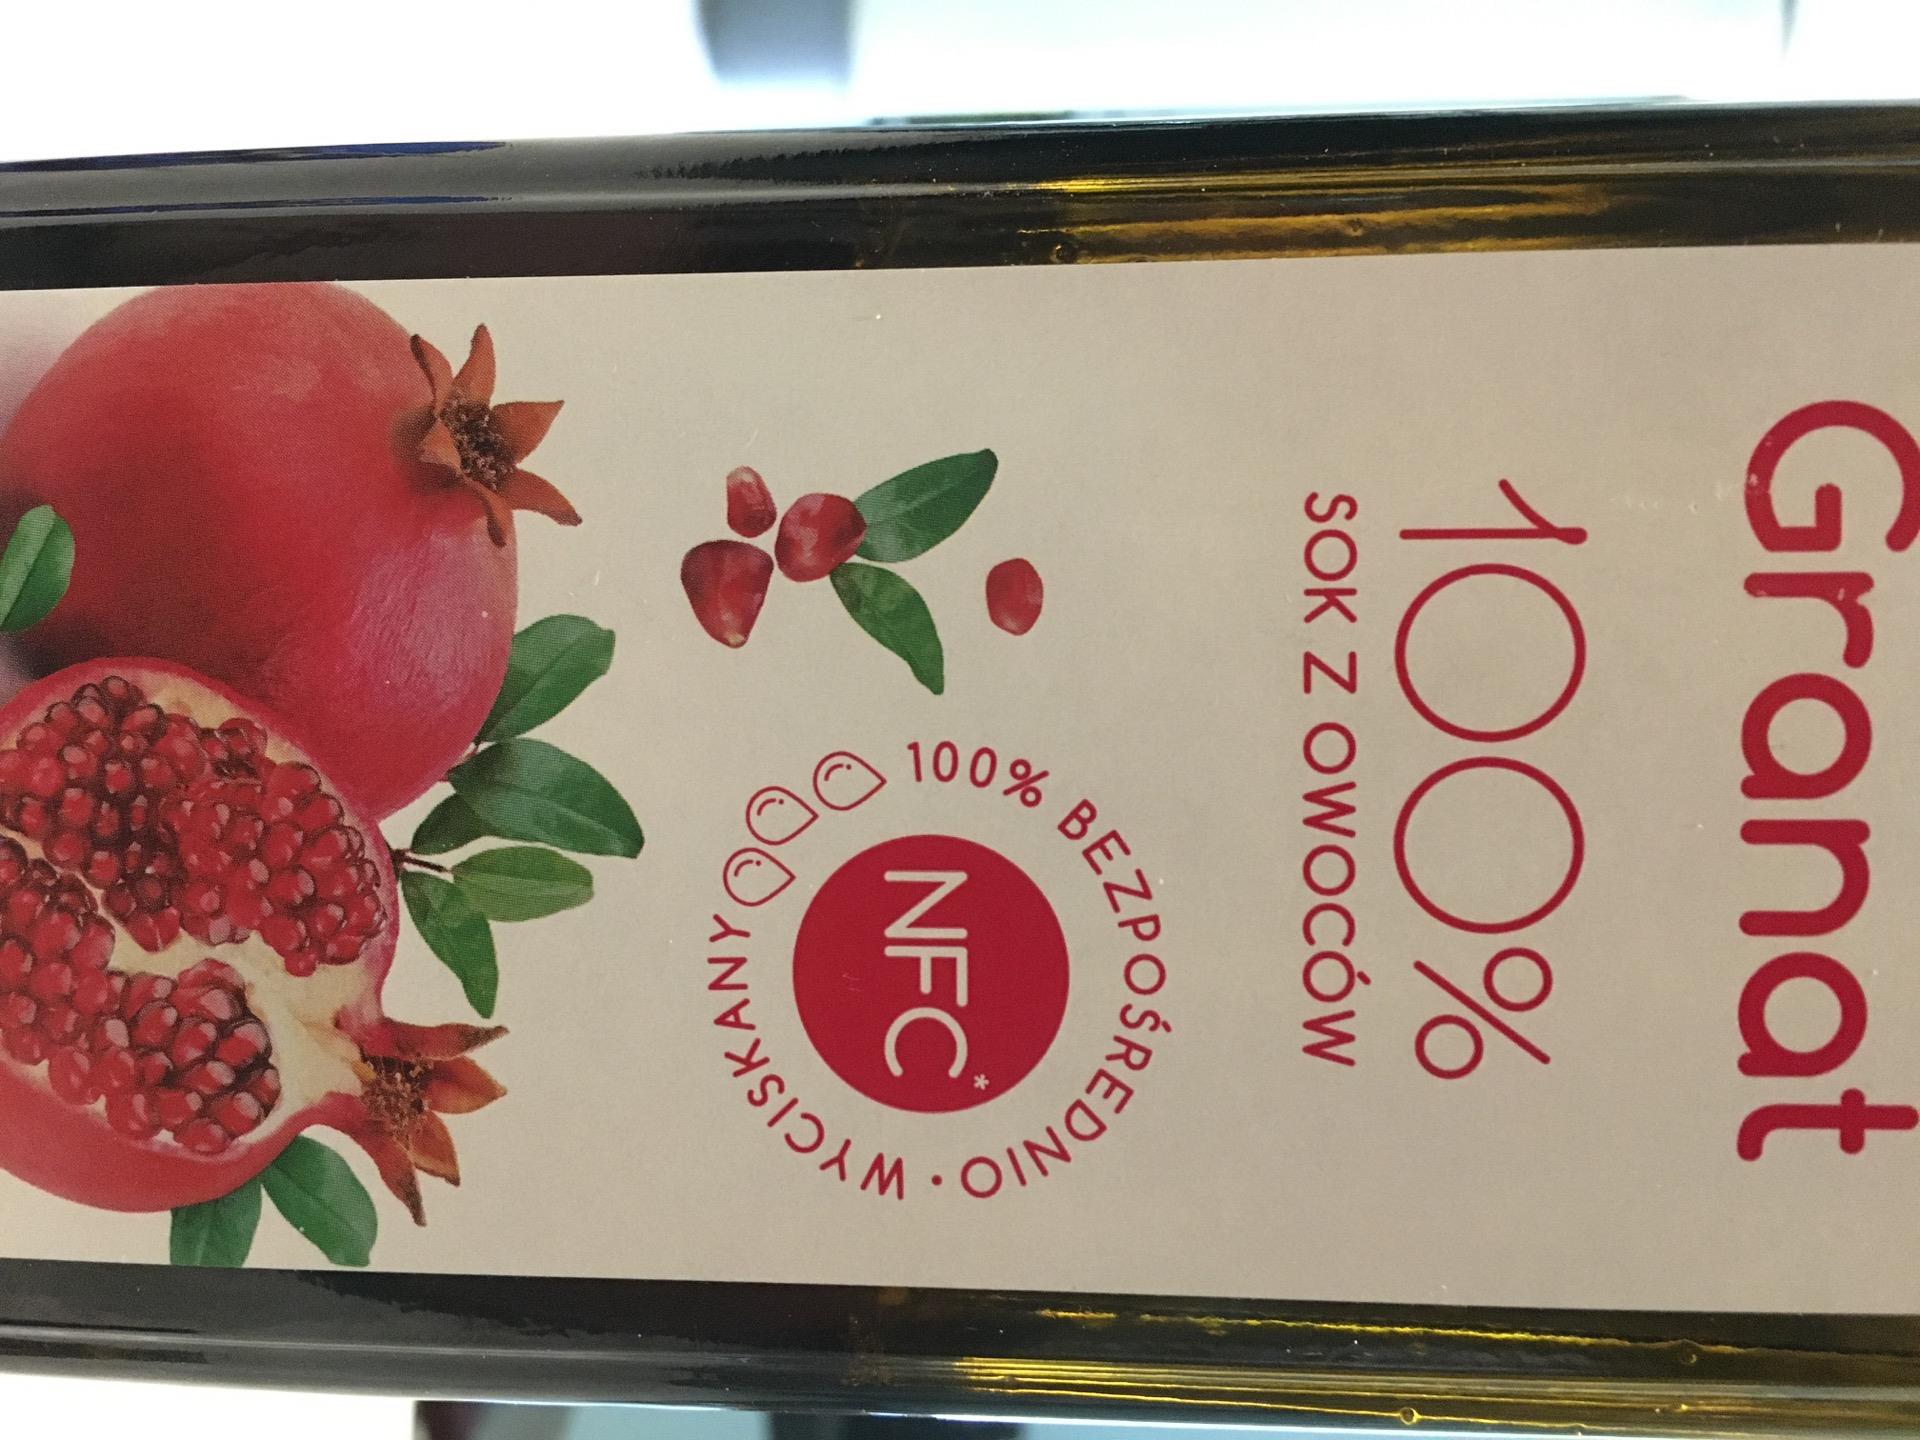 Granat
100%
SOK Z OWOCÓW
100% BEZPOŚREDNIO • WYCISKANY
NFC*